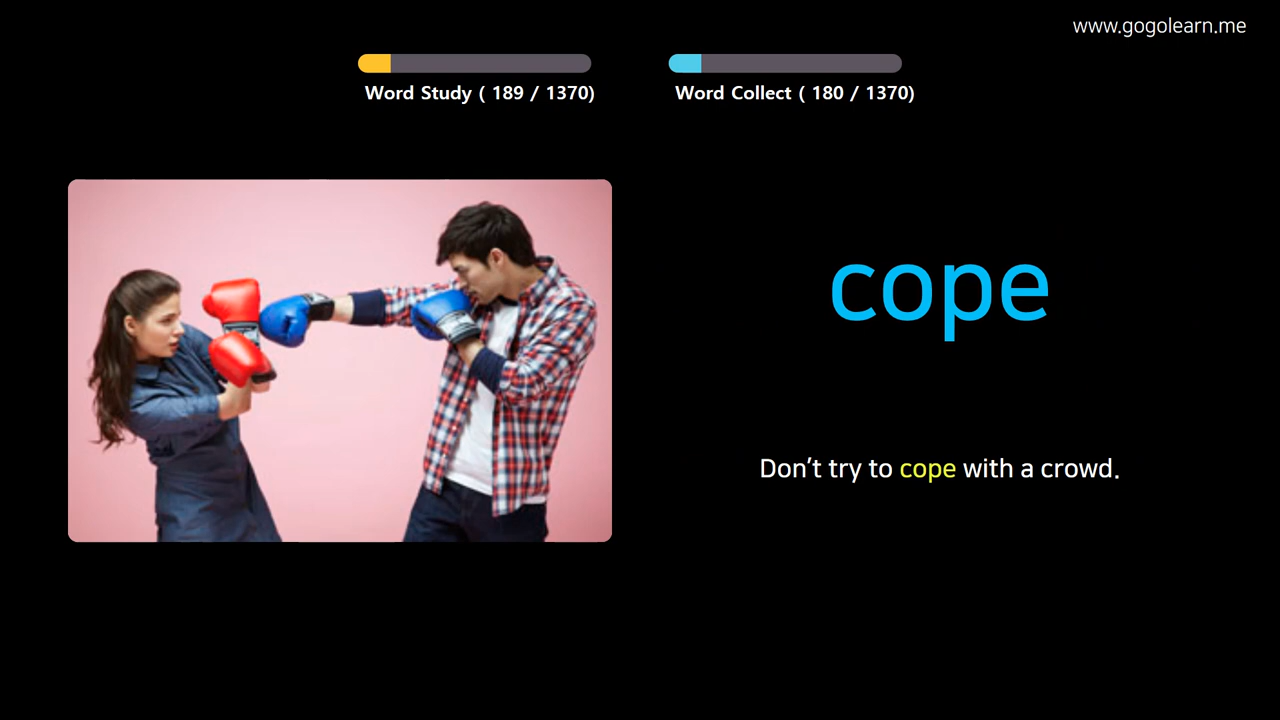 www.gogolearn.me
Word Study ( 189 / 1370)
Word Collect ( 180 / 1370)
cope
Don’t try to cope with a crowd.